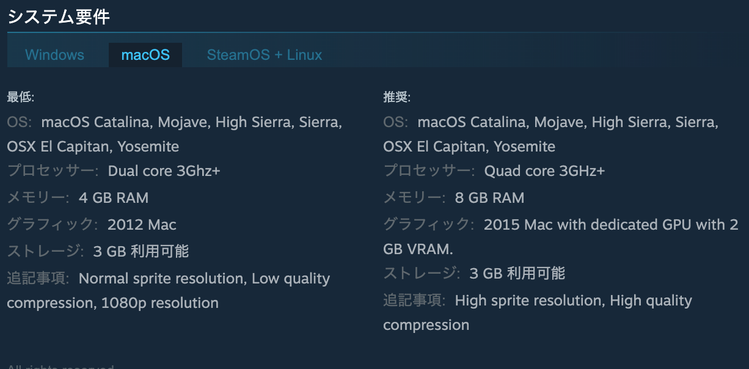 システム要件
Windows
macOS
SteamOS + Linux
最低:
OS: macOS Catalina, Mojave, High Sierra, Sierra,
OSX El Capitan, Yosemite
プロセッサー: Dual core 3Ghz+
メモリー: 4 GB RAM
グラフィック: 2012 Mac
ストレージ: 3 GB 利用可能
追記事項: Normal sprite resolution, Low quality
compression, 1080p resolution
推奨:
OS: macOS Catalina, Mojave, High Sierra, Sierra,
OSX El Capitan, Yosemite
プロセッサー: Quad core 3GHz+
メモリー: 8 GB RAM
グラフィック: 2015 Mac with dedicated GPU with 2
GB VRAM.
ストレージ: 3 GB 利用可能
追記事項: High sprite resolution, High quality
compression
All rights reserved